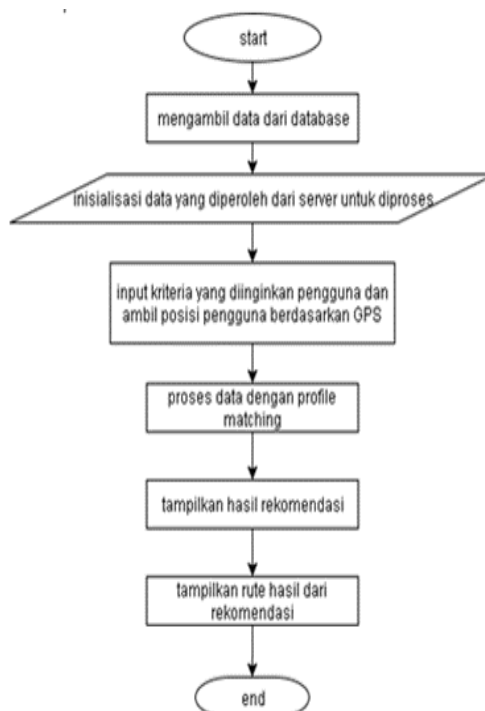 start
mengambil data dari database
inisialisasi data yang diperoleh dari server untuk diproses
input kriteria yang diinginkan pengguna dan
ambil posisi pengguna berdasarkan GPS
proses data dengan profile
matching
tampilkan hasil rekomendasi
tampilkan rute hasil dari
rekomendasi
end